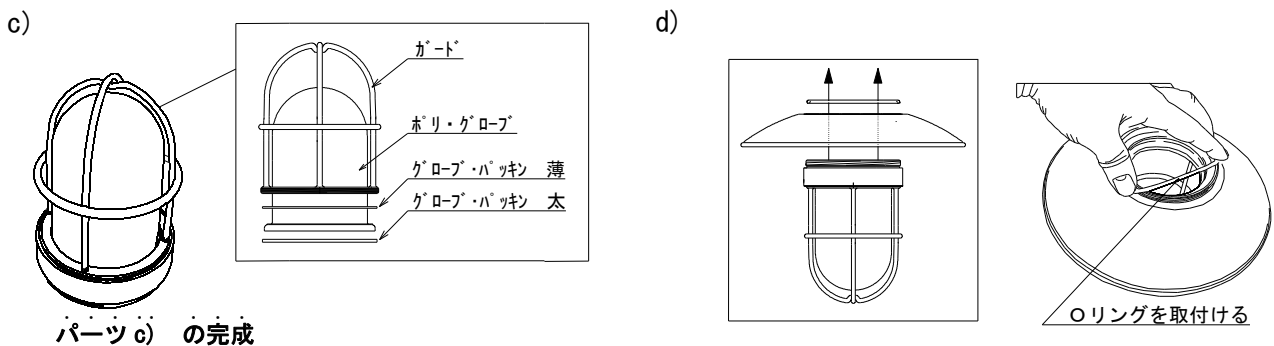 c)
ｶﾞｰﾄﾞ
ﾎﾟﾘ・ｸﾞﾛｰﾌﾞ
ｸﾞﾛｰﾌﾞ・ﾊﾟｯｷﾝ 薄
ｸﾞﾛｰﾌﾞ・ﾊﾟｯｷﾝ 太
パーツ c) の完成
d)
Oリングを取付ける